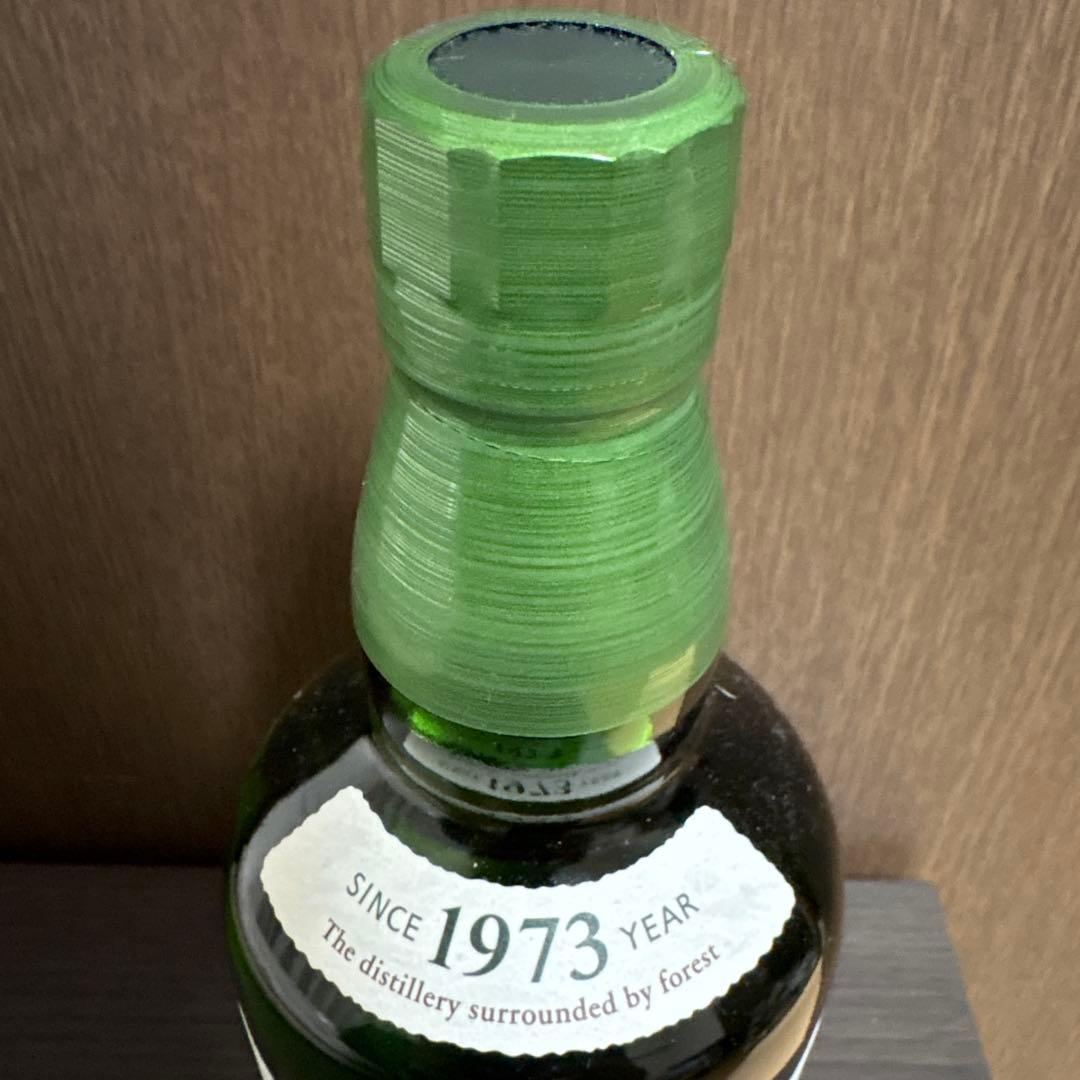 SINCE 1973 YEAR
The distillery surrounded by forest